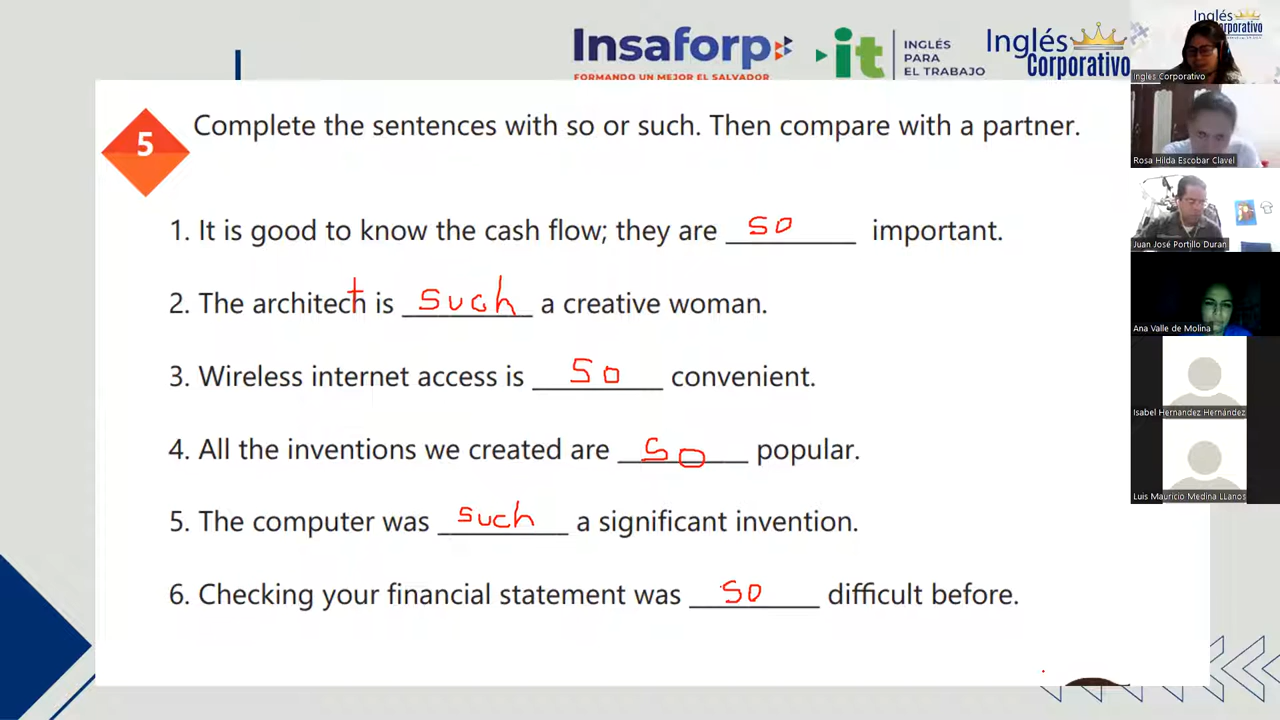 Insaforp
FORMANDO UN MEJOR EL SALVADOR
it
INGLÉS
PARA
EL TRABAJO
Inglés
Corporativo
Inglés
Corporativo
Ingles Corporativo
5
Complete the sentences with so or such. Then compare with a partner.
1. It is good to know the cash flow; they are so important.
2. The architech is such a creative woman.
t
3. Wireless internet access is so convenient.
4. All the inventions we created are so popular.
5. The computer was such a significant invention.
6. Checking your financial statement was so difficult before.
Rosa Hilda Escobar Clavel
Juan José Portillo Duran
Ana Valle de Molina
Isabel Hernandez Hernández
Luis Mauricio Medina LLanos